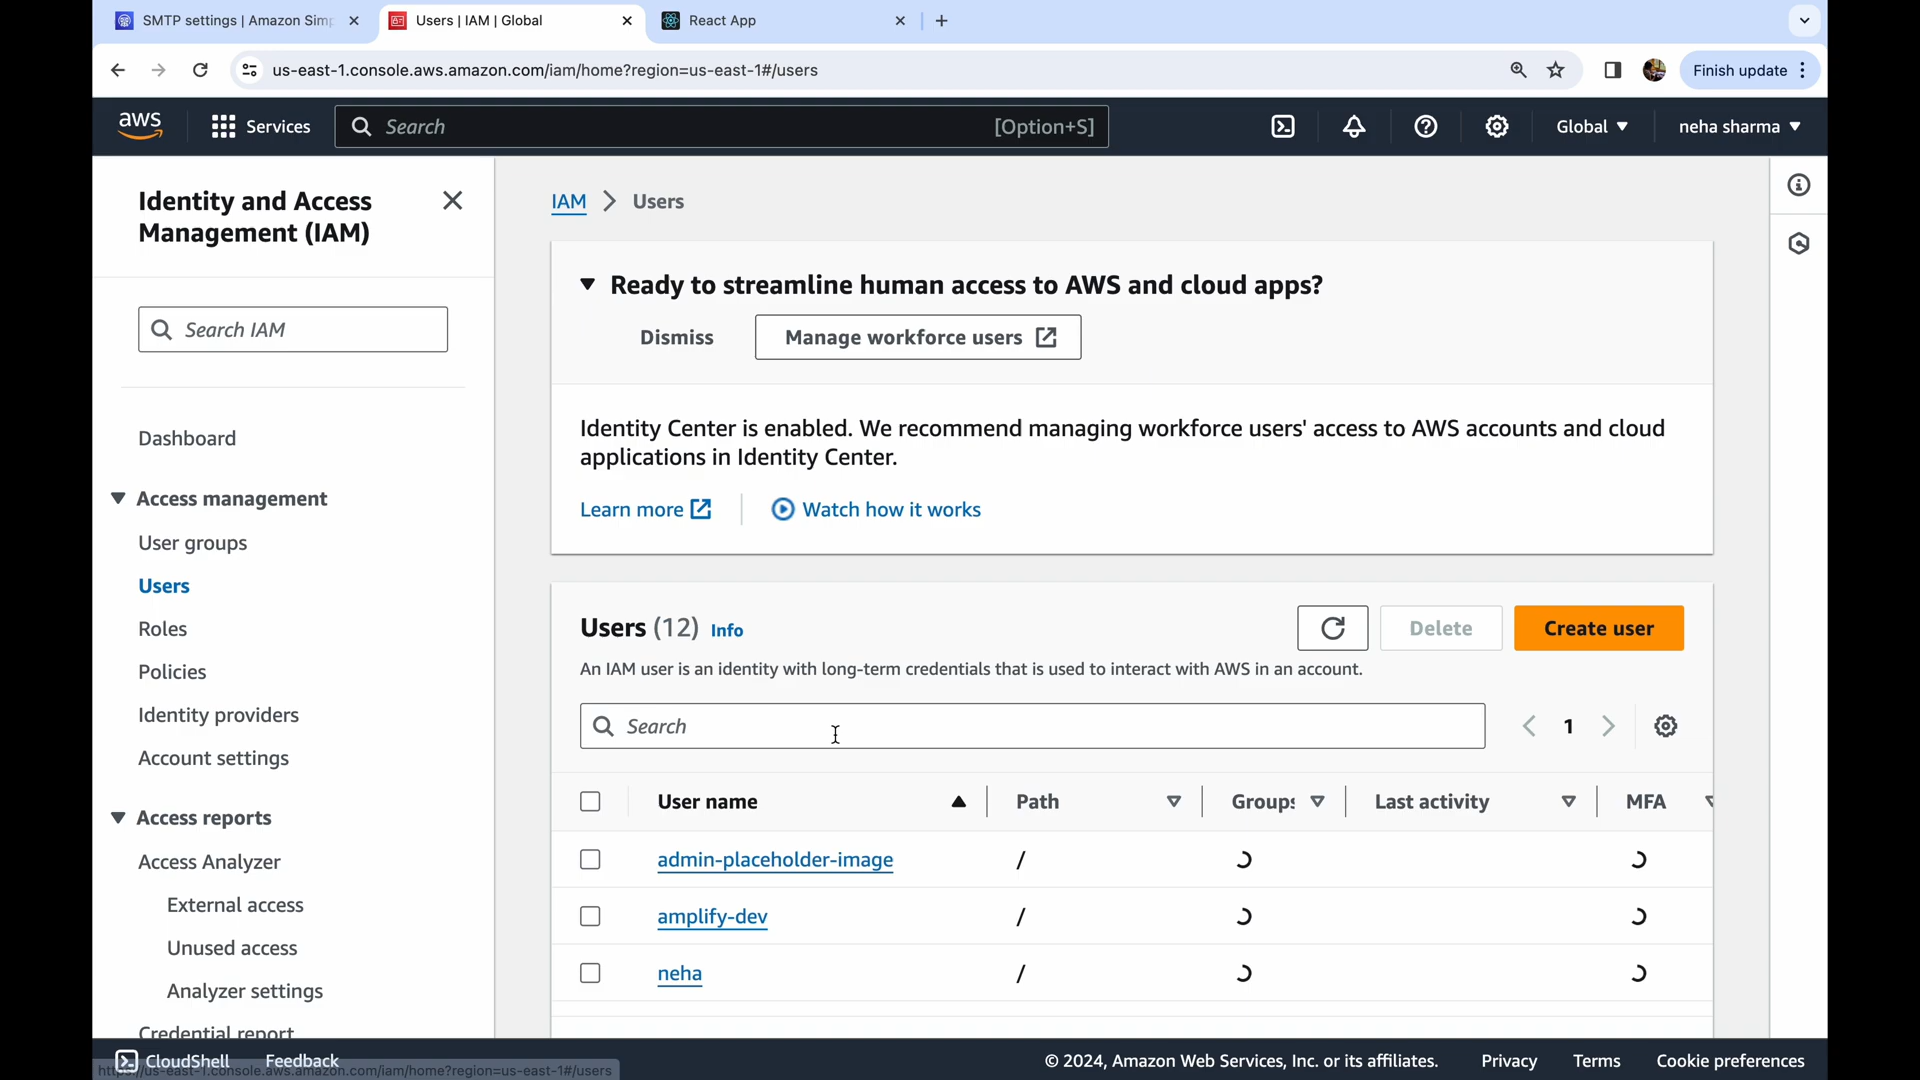 SMTP settings | Amazon Simp
Users | IAM | Global
React App
us-east-1.console.aws.amazon.com/iam/home?region=us-east-1#/users
Finish update
aws
Services
Search
[Option+S]
Global
neha sharma
Identity and Access
Management (IAM)
Search IAM
Dashboard
Access management
User groups
Users
Roles
Policies
Identity providers
Account settings
Access reports
Access Analyzer
External access
Unused access
Analyzer settings
Credential report
IAM > Users
Ready to streamline human access to AWS and cloud apps?
Dismiss
Manage workforce users
Identity Center is enabled. We recommend managing workforce users' access to AWS accounts and cloud
applications in Identity Center.
Learn more
Watch how it works
Users (12) Info
Delete
Create user
An IAM user is an identity with long-term credentials that is used to interact with AWS in an account.
Search
1
User name
Path
Groups
Last activity
MFA
admin-placeholder-image /
amplify-dev /
neha /
CloudShell
Feedback
© 2024, Amazon Web Services, Inc. or its affiliates.
Privacy
Terms
Cookie preferences
https://us-east-1.console.aws.amazon.com/iam/home?region=us-east-1#/users